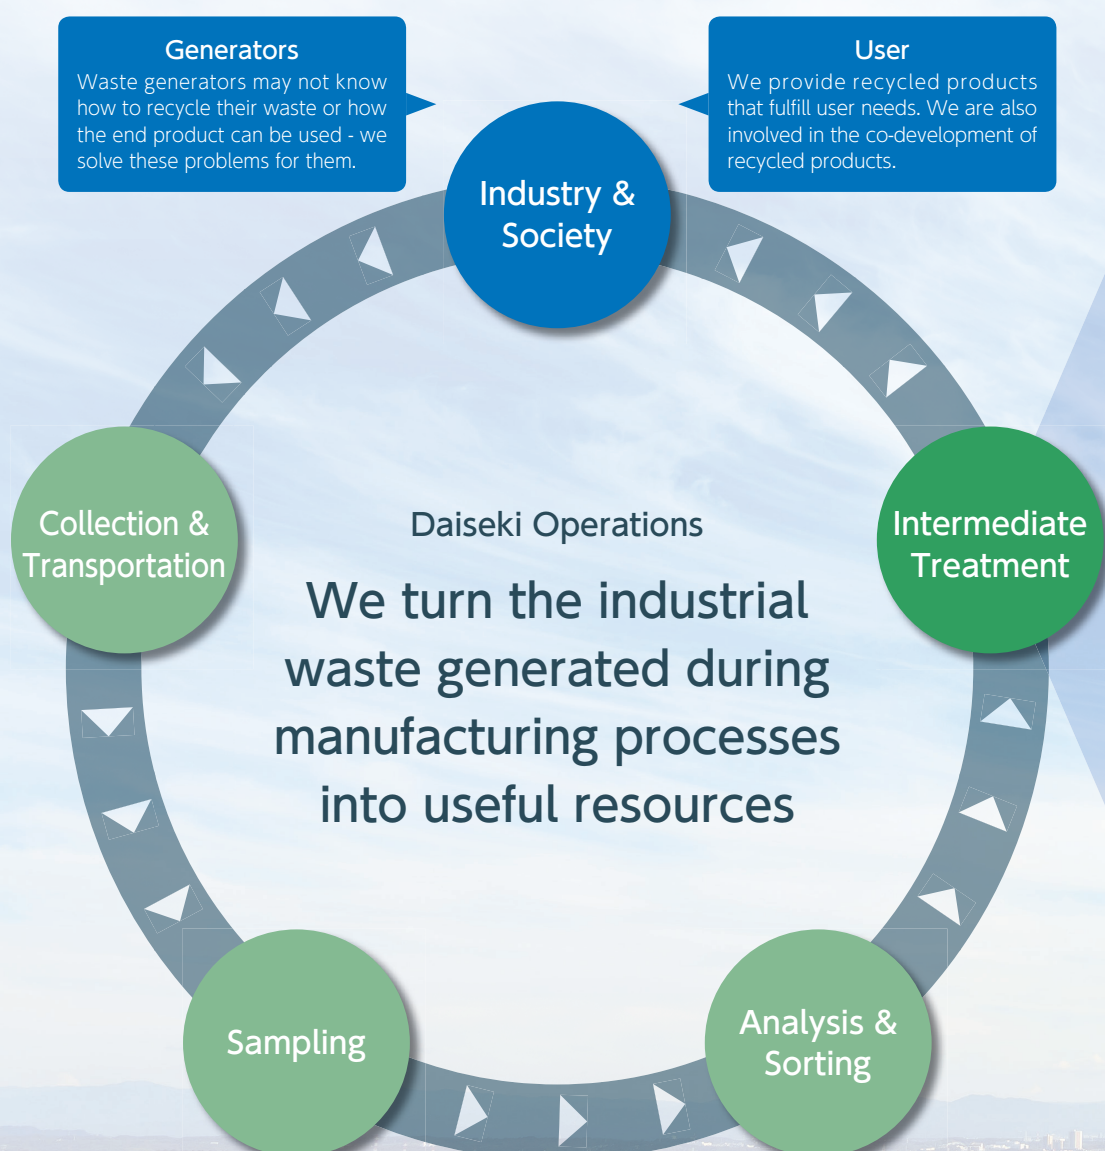 Generators
Waste generators may not know
how to recycle their waste or how
the end product can be used - we
solve these problems for them.
User
We provide recycled products
that fulfill user needs. We are also
involved in the co-development of
recycled products.
Industry &
Society
Collection &
Transportation
Intermediate
Treatment
Daiseki Operations
We turn the industrial
waste generated during
manufacturing processes
into useful resources
Sampling
Analysis &
Sorting